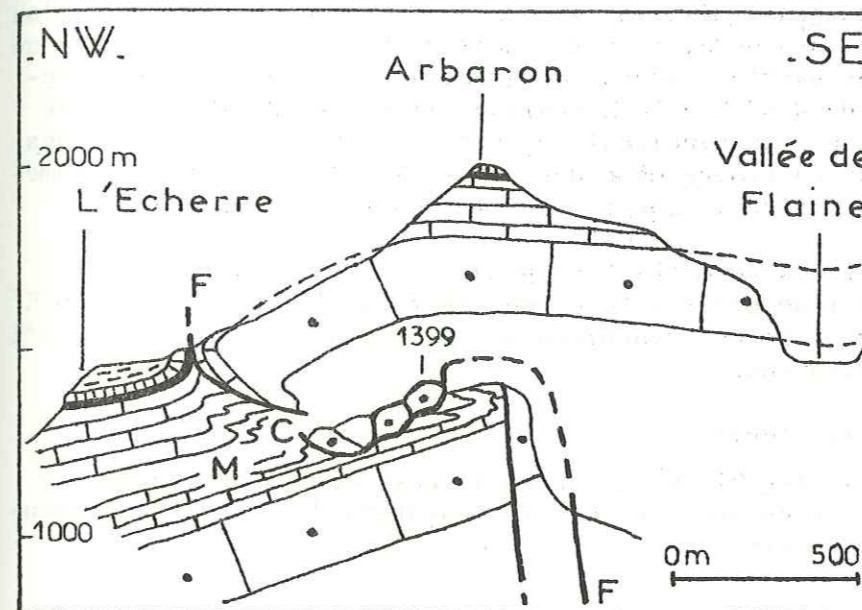 NW.
.SE
Arbaron
2000 m
Vallée de
Flaine
L'Echerre
F
1399
C
M
1000
0m 500
F